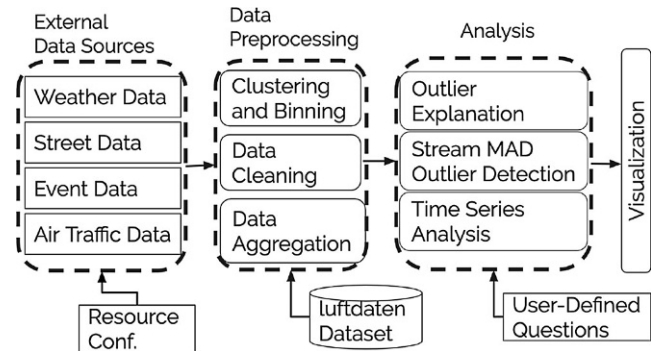 External
Data Sources
Weather Data
Street Data
Event Data
Air Traffic Data
Resource
Conf.
Data
Preprocessing
Clustering
and Binning
Data
Cleaning
Data
Aggregation
luftdaten
Dataset
Analysis
Outlier
Explanation
Stream MAD
Outlier Detection
Time Series
Analysis
User-Defined
Questions
Visualization